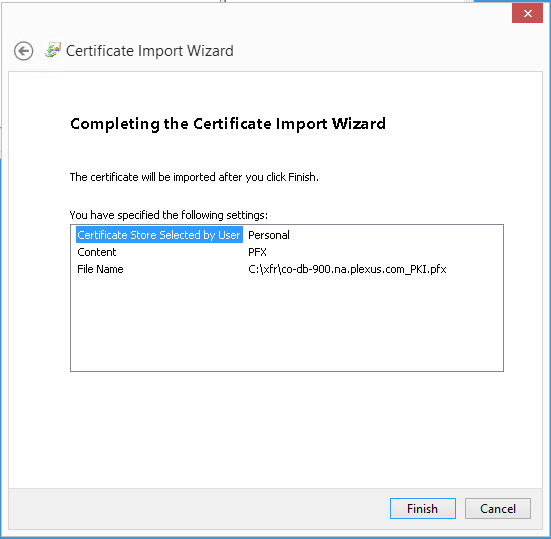 Certificate Import Wizard
Completing the Certificate Import Wizard
The certificate will be imported after you click Finish.
You have specified the following settings:
Certificate Store Selected by User Personal
Content PFX
File Name C:\xfr\co-db-900.na.plexus.com_PKI.pfx
Finish Cancel